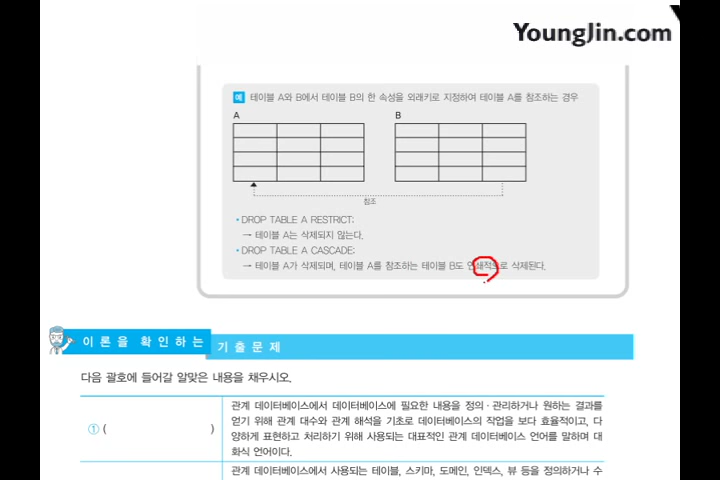 YoungJin.com
예 테이블 A와 B에서 테이블 B의 한 속성을 외래키로 지정하여 테이블 A를 참조하는 경우
A B
참조
• DROP TABLE A RESTRICT;
→ 테이블 A는 삭제되지 않는다.
• DROP TABLE A CASCADE;
→ 테이블 A가 삭제되며, 테이블 A를 참조하는 테이블 B도 연쇄적으로 삭제된다.
이론을 확인하는 기출문제
다음 괄호에 들어갈 알맞은 내용을 채우시오.
① ( )
관계 데이터베이스에서 데이터베이스에 필요한 내용을 정의·관리하거나 원하는 결과를
얻기 위해 관계 대수와 관계 해석을 기초로 데이터베이스의 작업을 보다 효율적이고, 다
양하게 표현하고 처리하기 위해 사용되는 대표적인 관계 데이터베이스 언어를 말하며 대
화식 언어이다.
관계 데이터베이스에서 사용되는 테이블, 스키마, 도메인, 인덱스, 뷰 등을 정의하거나 수